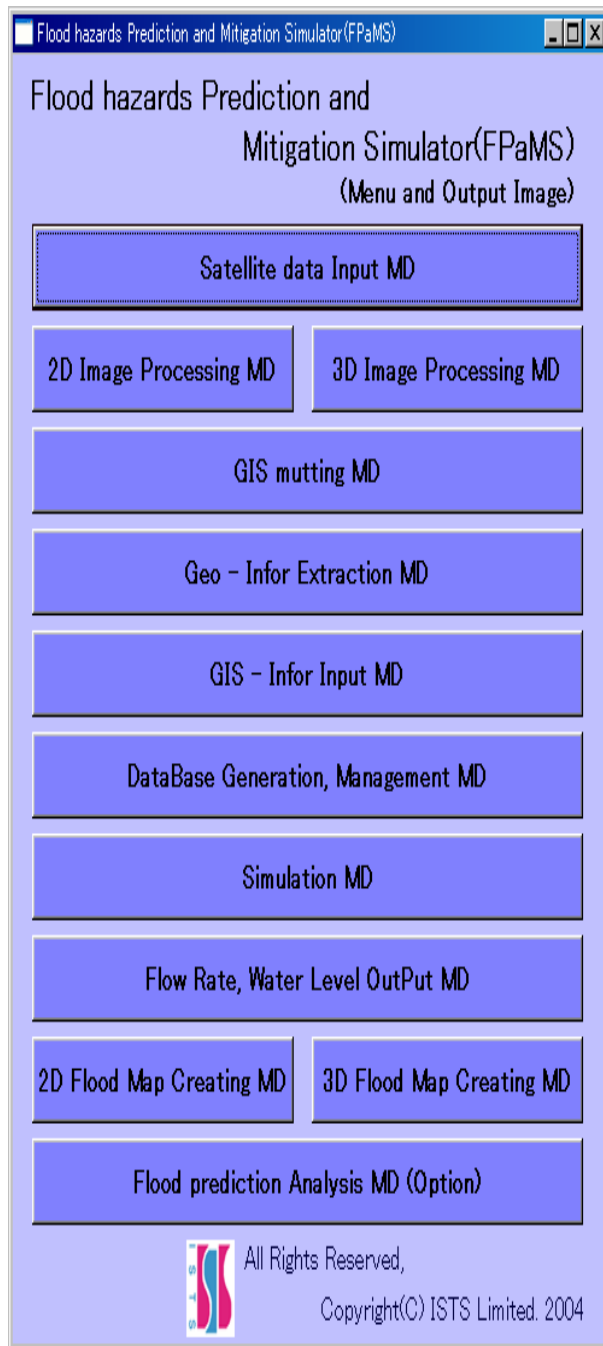 Flood hazards Prediction and Mitigation Simulator(FPaMS)
Flood hazards Prediction and
Mitigation Simulator(FPaMS)
(Menu and Output Image)
Satellite data Input MD
2D Image Processing MD
3D Image Processing MD
GIS mutting MD
Geo - Infor Extraction MD
GIS - Infor Input MD
DataBase Generation, Management MD
Simulation MD
Flow Rate, Water Level OutPut MD
2D Flood Map Creating MD
3D Flood Map Creating MD
Flood prediction Analysis MD (Option)
ISTS
All Rights Reserved,
Copyright(C) ISTS Limited. 2004